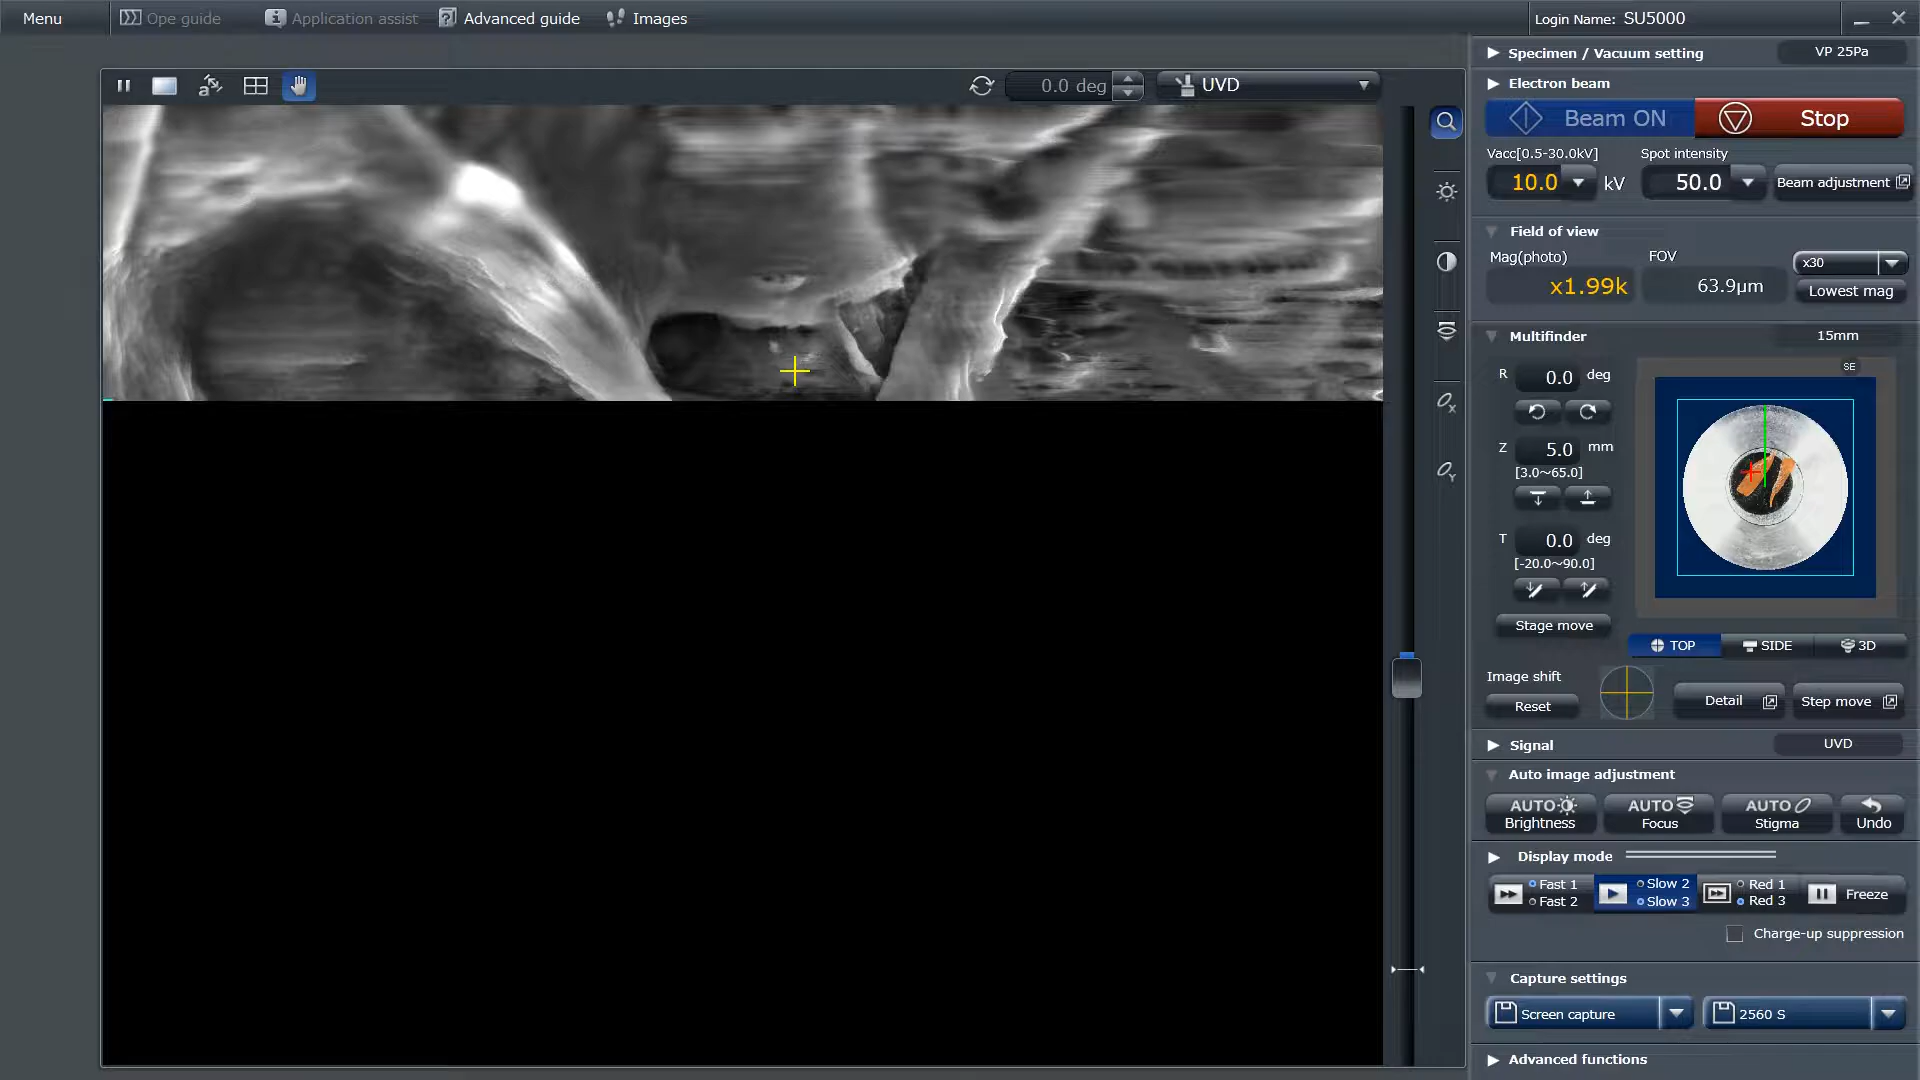 Menu
Ope guide
Application assist
Advanced guide
Images
Login Name: SU5000
0.0 deg
UVD
Specimen / Vacuum setting
VP 25Pa
Electron beam
Beam ON
Stop
Vacc[0.5-30.0kV]
Spot intensity
10.0 kV
50.0
Beam adjustment
Field of view
Mag(photo)
FOV
x30
x1.99k
63.9µm
Lowest mag
Multifinder
15mm
SE
R 0.0 deg
Z 5.0 mm
[3.0~65.0]
T 0.0 deg
[-20.0~90.0]
Stage move
TOP
SIDE
3D
Image shift
Reset
Detail
Step move
Signal
UVD
Auto image adjustment
AUTO
Brightness
AUTO
Focus
AUTO
Stigma
Undo
Display mode
Fast 1
Fast 2
Slow 2
Slow 3
Red 1
Red 3
Freeze
Charge-up suppression
Capture settings
Screen capture
2560 S
Advanced functions